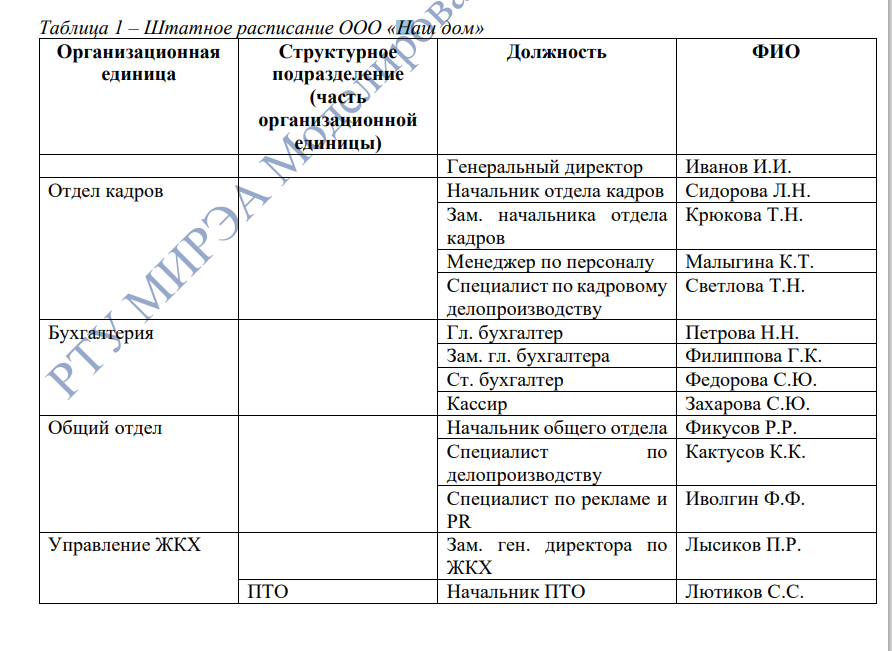 Таблица 1 – Штатное расписание ООО «Наш дом»
Организационная единица
Структурное подразделение (часть организационной единицы)
Должность
ФИО
Генеральный директор
Иванов И.И.
Отдел кадров
Начальник отдела кадров
Сидорова Л.Н.
Зам. начальника отдела кадров
Крюкова Т.Н.
Менеджер по персоналу
Малыгина К.Т.
Специалист по кадровому делопроизводству
Светлова Т.Н.
Бухгалтерия
Гл. бухгалтер
Петрова Н.Н.
Зам. гл. бухгалтера
Филиппова Г.К.
Ст. бухгалтер
Федорова С.Ю.
Кассир
Захарова С.Ю.
Общий отдел
Начальник общего отдела
Фикусов Р.Р.
Специалист по делопроизводству
Кактусов К.К.
Специалист по рекламе и PR
Иволгин Ф.Ф.
Управление ЖКХ
Зам. ген. директора по ЖКХ
Лысиков П.Р.
ПТО
Начальник ПТО
Лютиков С.С.
РТУ МИРЭА Моделирова